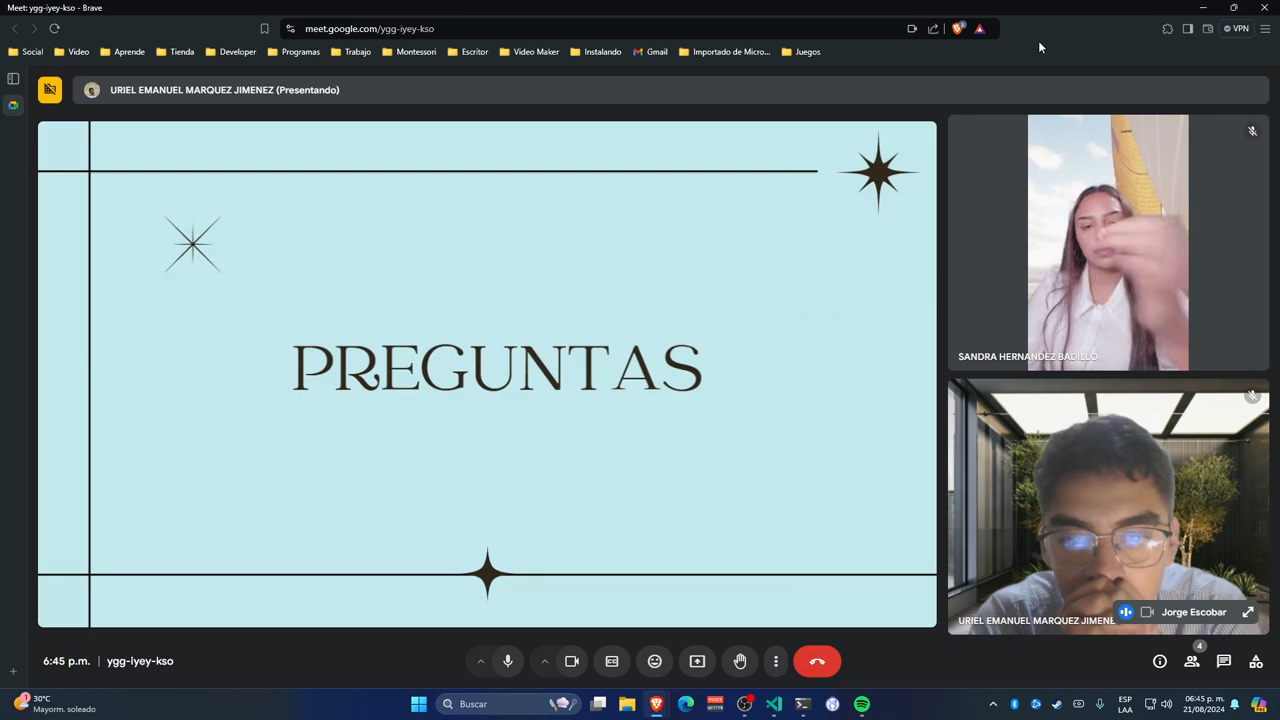 Meet: ygg-iyey-kso - Brave
meet.google.com/ygg-iyey-kso
2
VPN
Social
Video
Aprende
Tienda
Developer
Programas
Trabajo
Montessori
Escritor
Video Maker
Instalando
Gmail
Importado de Micro...
Juegos
URIEL EMANUEL MARQUEZ JIMENEZ (Presentando)
PREGUNTAS
SANDRA HERNANDEZ BADILLO
URIEL EMANUEL MARQUEZ JIMENE
Jorge Escobar
6:45 p.m. | ygg-iyey-kso
4
1
30°C
Mayorm. soleado
Buscar
ESP
LAA
06:45 p. m.
21/08/2024